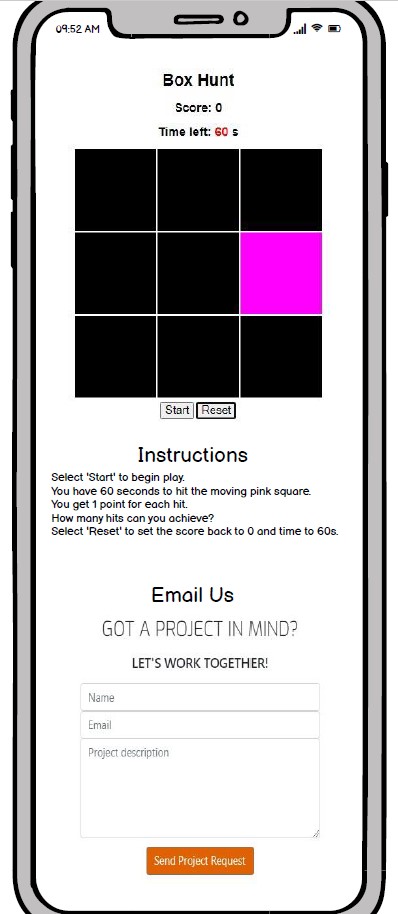 09:52 AM
Box Hunt
Score: 0
Time left: 60 s
Start Reset
Instructions
Select 'Start' to begin play.
You have 60 seconds to hit the moving pink square.
You get 1 point for each hit.
How many hits can you achieve?
Select 'Reset' to set the score back to 0 and time to 60s.
Email Us
GOT A PROJECT IN MIND?
LET'S WORK TOGETHER!
Name
Email
Project description
Send Project Request